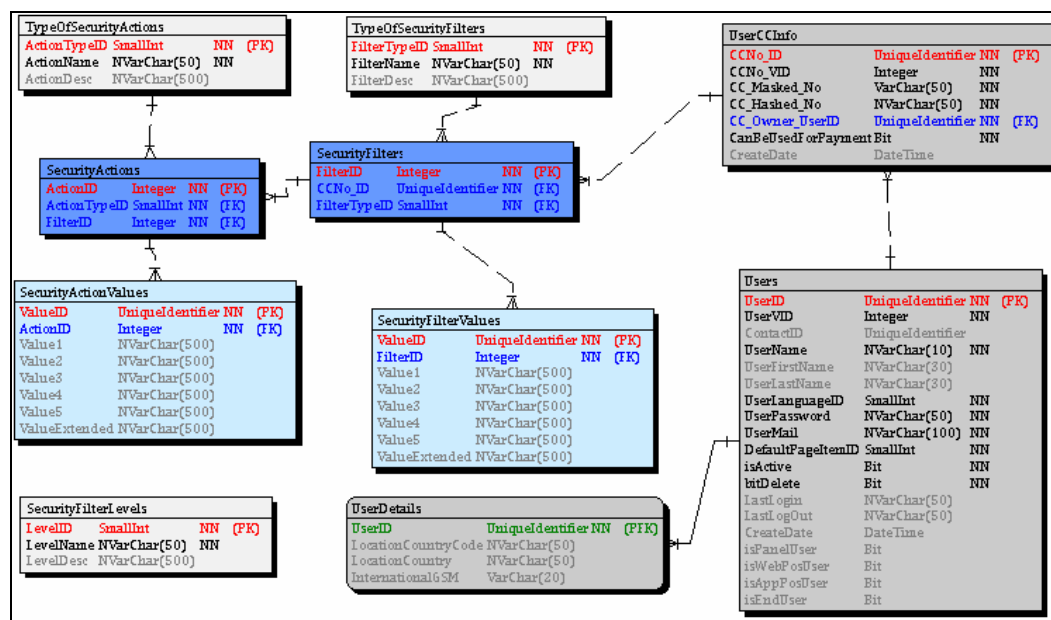 TypeOfSecurityActions
ActionTypeID SmallInt NN (PK)
ActionName NVarChar(50) NN
ActionDesc NVarChar(500)
TypeOfSecurityFilters
FilterTypeID SmallInt NN (PK)
FilterName NVarChar(50) NN
FilterDesc NVarChar(500)
UserCCInfo
CCNo_ID UniqueIdentifier NN (PK)
CCNo_VID Integer NN
CC_Masked_No VarChar(50) NN
CC_Hashed_No NVarChar(50) NN
CC_Owner_UserID UniqueIdentifier NN (FK)
CanBeUsedForPayment Bit NN
CreateDate DateTime
SecurityActions
ActionID Integer NN (PK)
ActionTypeID SmallInt NN (FK)
FilterID Integer NN (FK)
SecurityFilters
FilterID Integer NN (PK)
CCNo_ID UniqueIdentifier NN (FK)
FilterTypeID SmallInt NN (FK)
SecurityActionValues
ValueID UniqueIdentifier NN (PK)
ActionID Integer NN (FK)
Value1 NVarChar(500)
Value2 NVarChar(500)
Value3 NVarChar(500)
Value4 NVarChar(500)
Value5 NVarChar(500)
ValueExtended NVarChar(500)
SecurityFilterValues
ValueID UniqueIdentifier NN (PK)
FilterID Integer NN (FK)
Value1 NVarChar(500)
Value2 NVarChar(500)
Value3 NVarChar(500)
Value4 NVarChar(500)
Value5 NVarChar(500)
ValueExtended NVarChar(500)
Users
UserID UniqueIdentifier NN (PK)
UserVID Integer NN
ContactID UniqueIdentifier
UserName NVarChar(10) NN
UserFirstName NVarChar(30)
UserLastName NVarChar(30)
UserLanguageID SmallInt NN
UserPassword NVarChar(50) NN
UserMail NVarChar(100) NN
DefaultPageItemID SmallInt NN
isActive Bit NN
bitDelete Bit NN
LastLogin NVarChar(50)
LastLogOut NVarChar(50)
CreateDate DateTime
isPanelUser Bit
isWebPosUser Bit
isAppPosUser Bit
isEndUser Bit
SecurityFilterLevels
LevelID SmallInt NN (PK)
LevelName NVarChar(50) NN
LevelDesc NVarChar(500)
UserDetails
UserID UniqueIdentifier NN (PFK)
LocationCountryCode NVarChar(50)
LocationCountry NVarChar(50)
InternationalGSM VarChar(20)